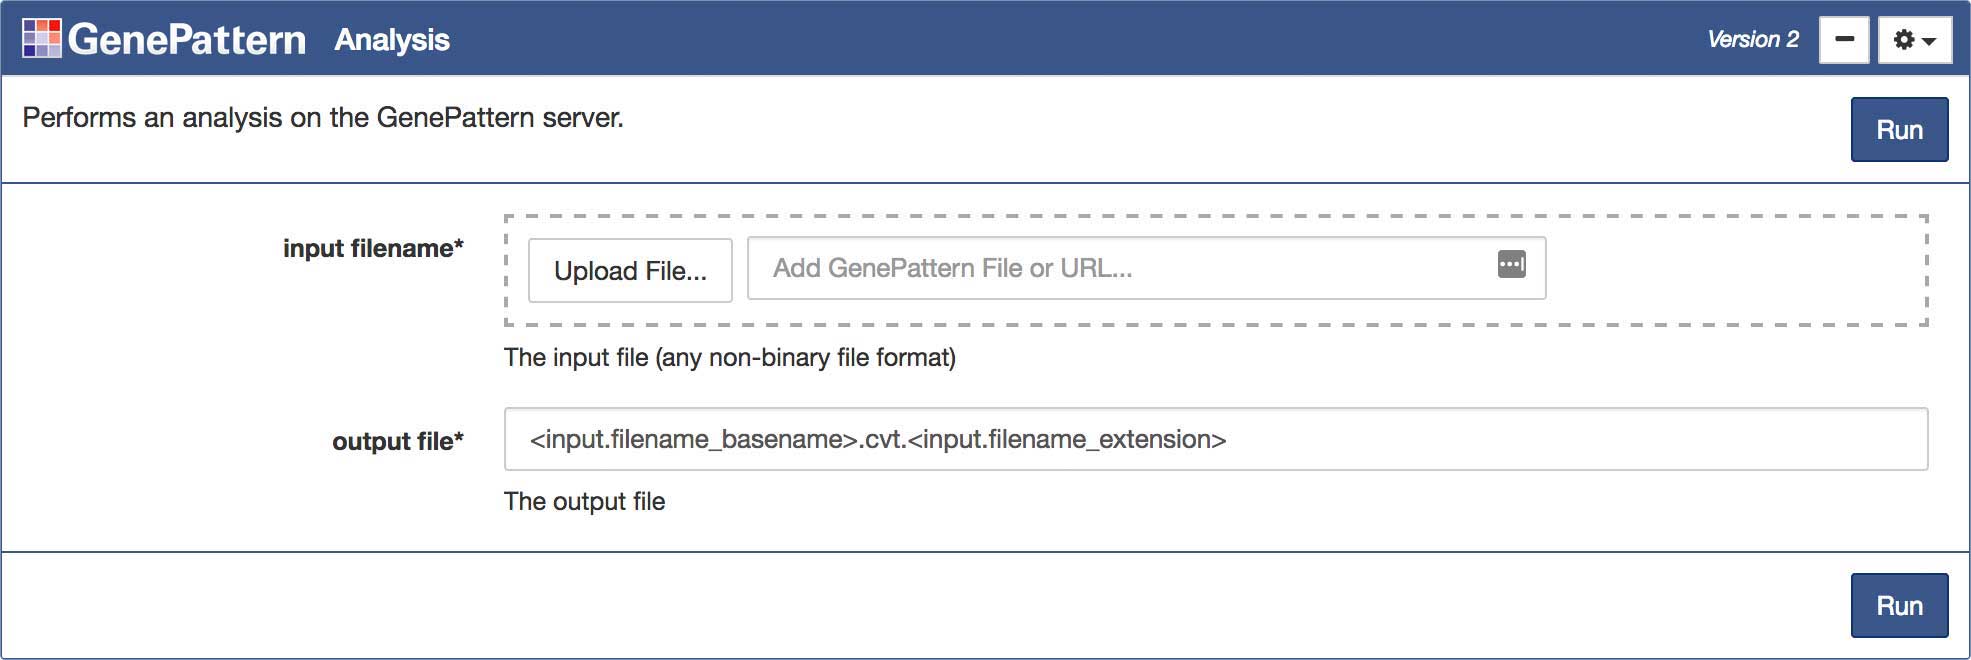 GenePattern Analysis Version 2
Performs an analysis on the GenePattern server.
Run
input filename*
Upload File...
Add GenePattern File or URL...
The input file (any non-binary file format)
output file*
<input.filename_basename>.cvt.<input.filename_extension>
The output file
Run